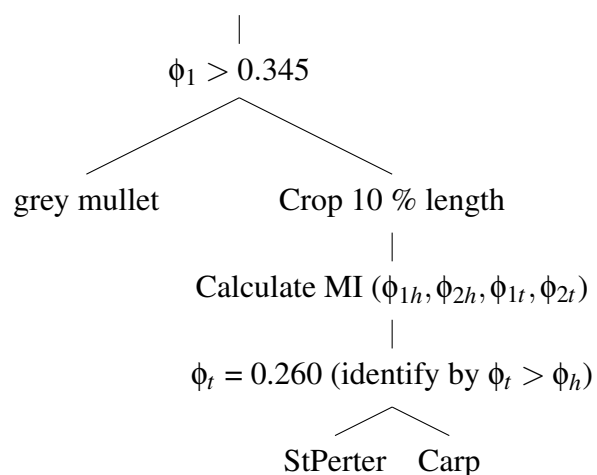 ϕ₁ > 0.345
grey mullet Crop 10 % length
Calculate MI (ϕ₁ₕ,ϕ₂ₕ,ϕ₁ₜ,ϕ₂ₜ)
ϕₜ = 0.260 (identify by ϕₜ > ϕₕ)
StPerter Carp